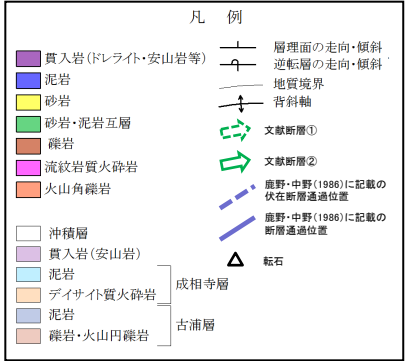 凡 例
貫入岩(ドレライト・安山岩等)
泥岩
砂岩
砂岩・泥岩互層
礫岩
流紋岩質火砕岩
火山角礫岩
沖積層
貫入岩(安山岩)
泥岩
デイサイト質火砕岩
成相寺層
泥岩
礫岩・火山円礫岩
古浦層
層理面の走向・傾斜
逆転層の走向・傾斜
地質境界
背斜軸
文献断層①
文献断層②
鹿野・中野(1986)に記載の
伏在断層通過位置
鹿野・中野(1986)に記載の
断層通過位置
転石